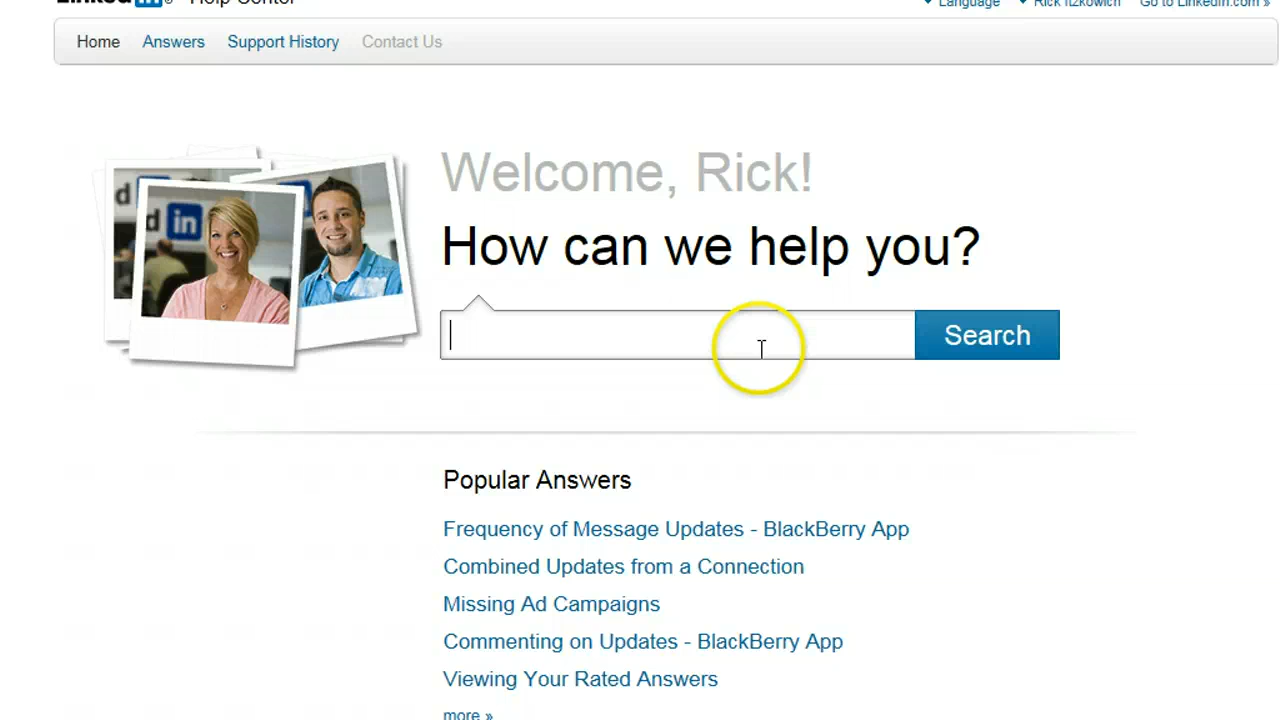 Linked in® Help Center
Language Rick Itzkowich Go to LinkedIn.com »
Home Answers Support History Contact Us
d
d in
Welcome, Rick!
How can we help you?
Search
Popular Answers
Frequency of Message Updates - BlackBerry App
Combined Updates from a Connection
Missing Ad Campaigns
Commenting on Updates - BlackBerry App
Viewing Your Rated Answers
more »